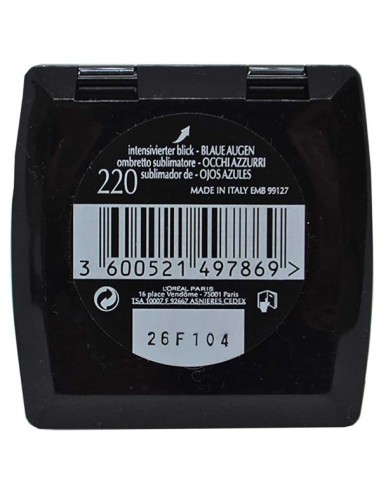 intensivierter blick - BLAUE AUGEN
ombretto sublimatore - OCCHI AZZURRI
220 sublimador de - OJOS AZULES
MADE IN ITALY EMB 99127
3 600521 497869 >
L'ORÉAL PARIS
16 place Vendôme - 75001 Paris
TSA 10007 F 92667 ASNIERES CEDEX
26F104